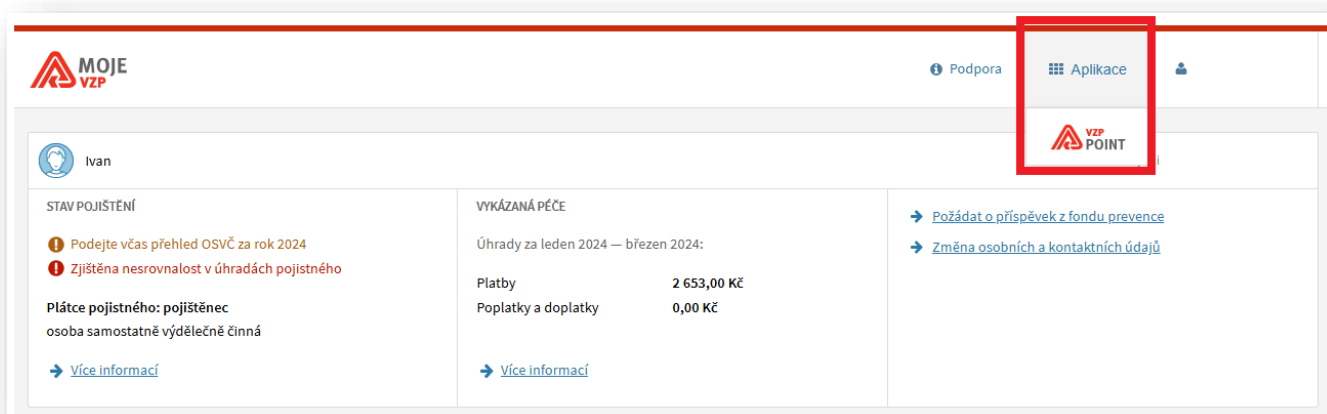 MOJE
VZP
Podpora
Aplikace
VZP
POINT
Ivan
STAV POJIŠTĚNÍ
Podejte včas přehled OSVČ za rok 2024
Zjištěna nesrovnalost v úhradách pojistného
Plátce pojistného: pojištěnec
osoba samostatně výdělečně činná
Více informací
VYKÁZANÁ PÉČE
Úhrady za leden 2024 — březen 2024:
Platby 2 653,00 Kč
Poplatky a doplatky 0,00 Kč
Více informací
Požádat o příspěvek z fondu prevence
Změna osobních a kontaktních údajů